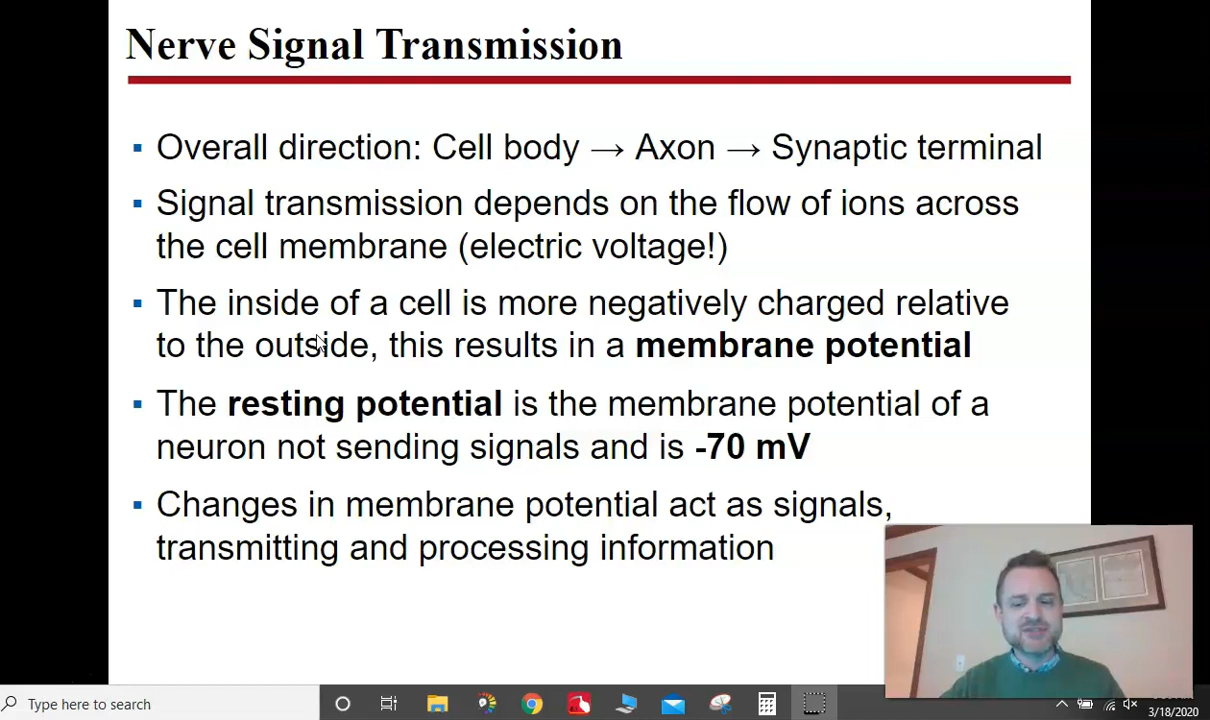 Nerve Signal Transmission
▪ Overall direction: Cell body → Axon → Synaptic terminal
▪ Signal transmission depends on the flow of ions across
the cell membrane (electric voltage!)
▪ The inside of a cell is more negatively charged relative
to the outside, this results in a membrane potential
▪ The resting potential is the membrane potential of a
neuron not sending signals and is -70 mV
▪ Changes in membrane potential act as signals,
transmitting and processing information
Type here to search
3/18/2020